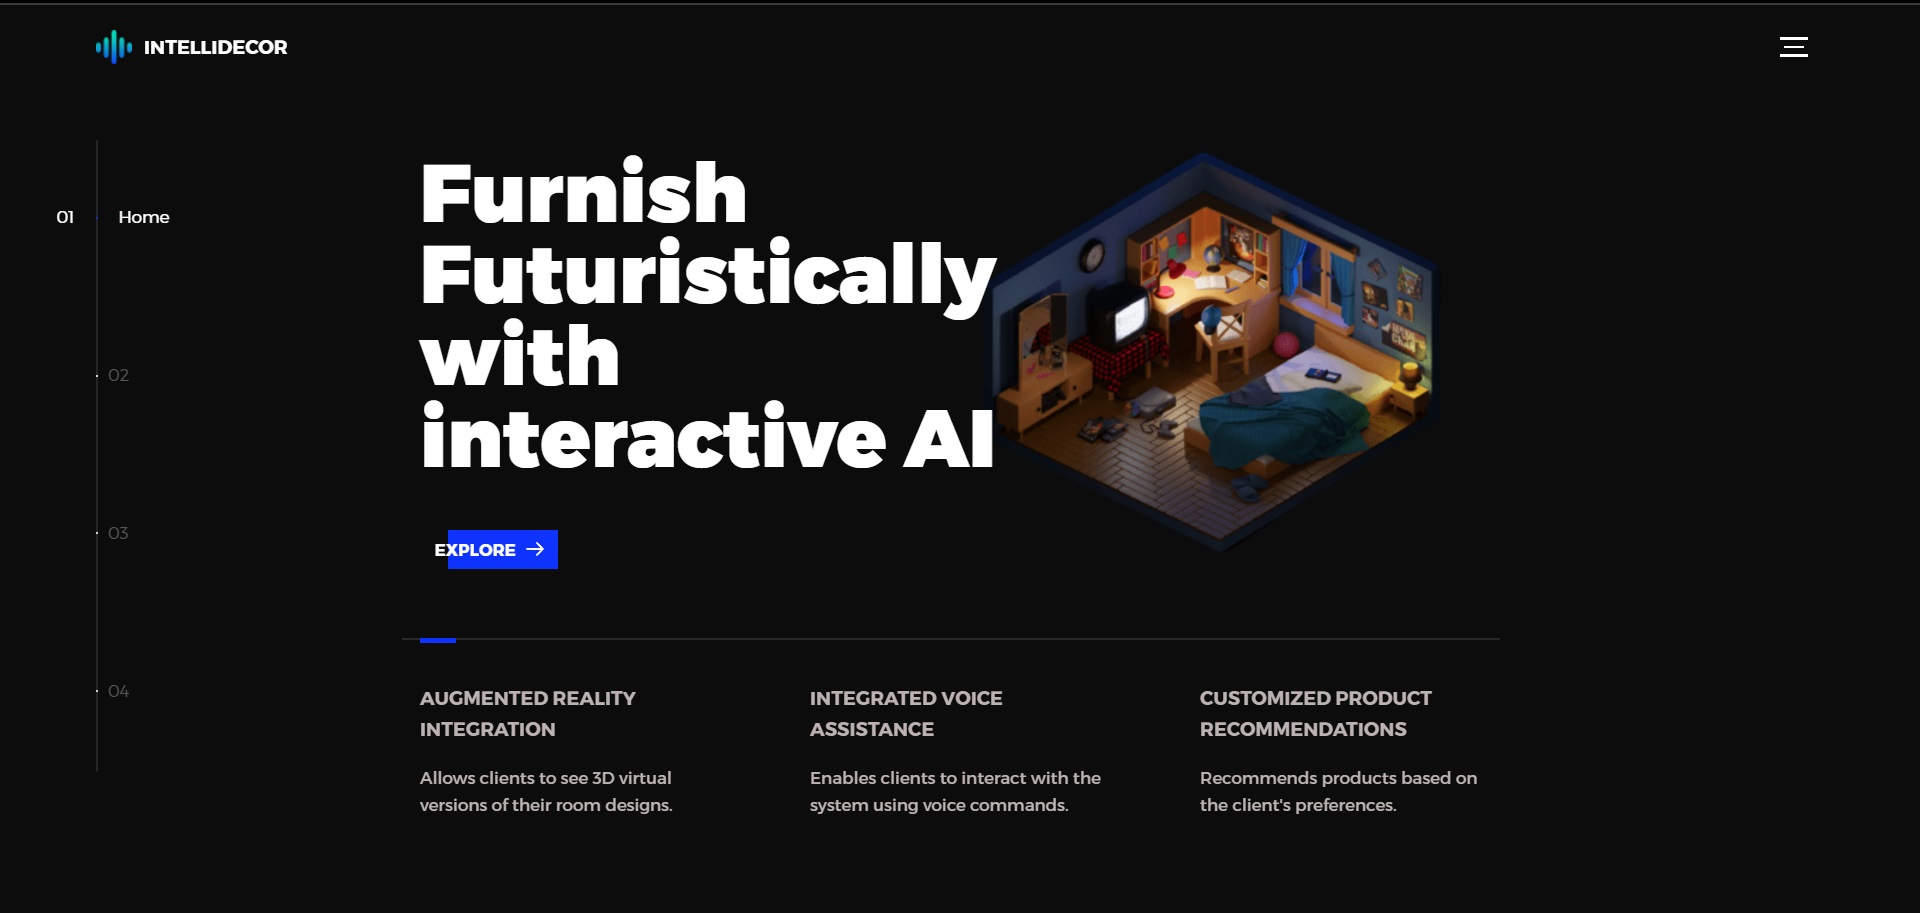 INTELLIDECOR
01 Home
02
03
04
Furnish
Futuristically
with
interactive AI
EXPLORE →
AUGMENTED REALITY
INTEGRATION
Allows clients to see 3D virtual
versions of their room designs.
INTEGRATED VOICE
ASSISTANCE
Enables clients to interact with the
system using voice commands.
CUSTOMIZED PRODUCT
RECOMMENDATIONS
Recommends products based on
the client's preferences.